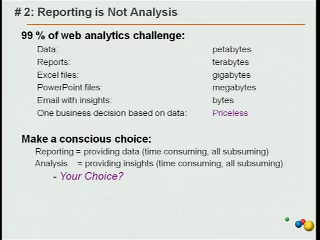 # 2: Reporting is Not Analysis
99 % of web analytics challenge:
Data: petabytes
Reports: terabytes
Excel files: gigabytes
PowerPoint files: megabytes
Email with insights: bytes
One business decision based on data: Priceless
Make a conscious choice:
Reporting = providing data (time consuming, all subsuming)
Analysis = providing insights (time consuming, all subsuming)
- Your Choice?